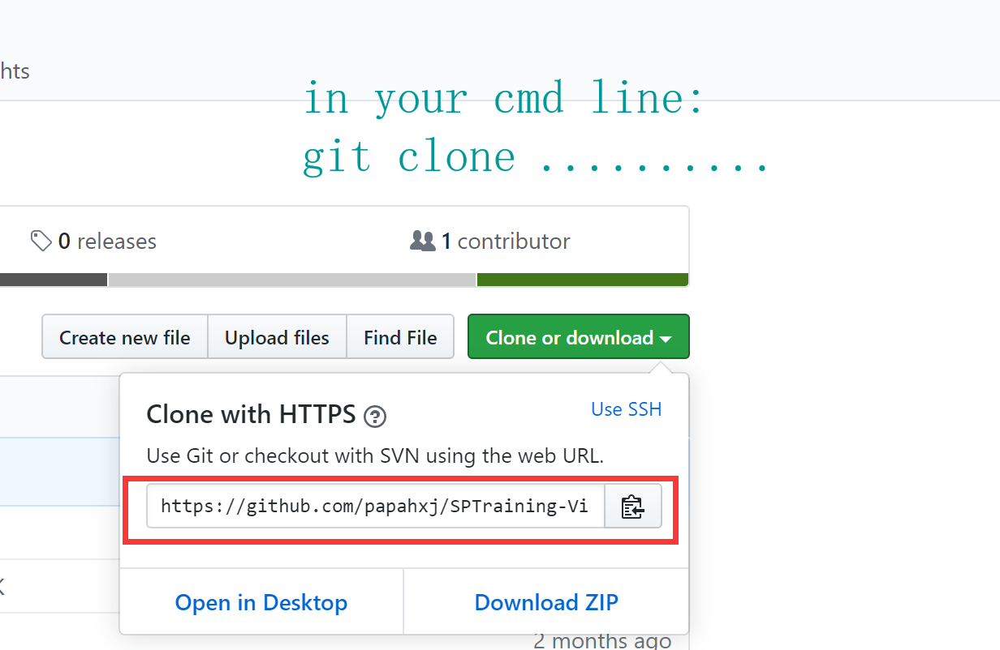 hts
in your cmd line:
git clone ..........
0 releases
1 contributor
Create new file
Upload files
Find File
Clone or download
Clone with HTTPS
Use SSH
Use Git or checkout with SVN using the web URL.
https://github.com/papahxj/SPTraining-Vi
Open in Desktop
Download ZIP
2 months ago